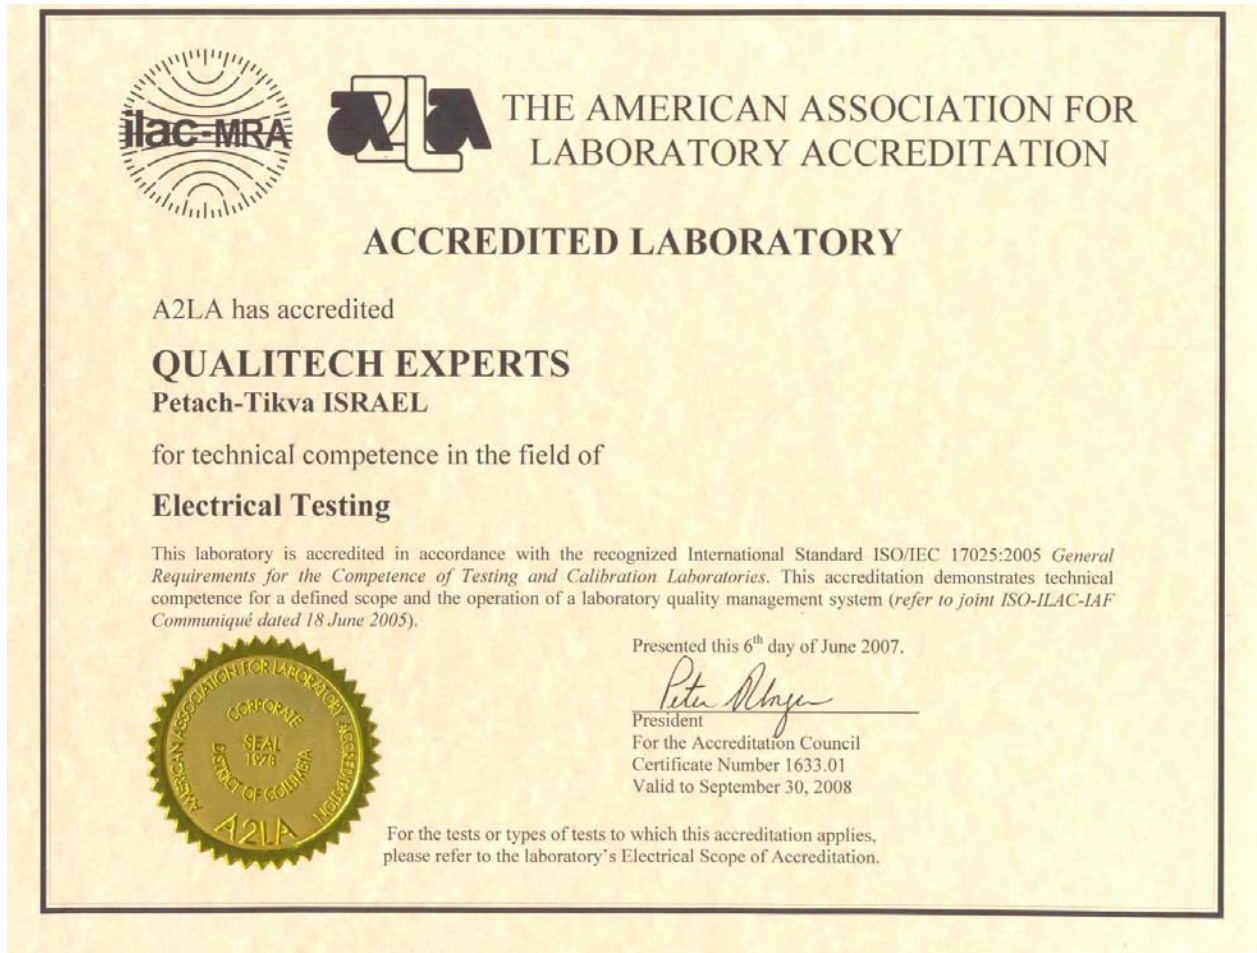 ilac-MRA
A2LA
THE AMERICAN ASSOCIATION FOR
LABORATORY ACCREDITATION
ACCREDITED LABORATORY
A2LA has accredited
QUALITECH EXPERTS
Petach-Tikva ISRAEL
for technical competence in the field of
Electrical Testing
This laboratory is accredited in accordance with the recognized International Standard ISO/IEC 17025:2005 General
Requirements for the Competence of Testing and Calibration Laboratories. This accreditation demonstrates technical
competence for a defined scope and the operation of a laboratory quality management system (refer to joint ISO-ILAC-IAF
Communiqué dated 18 June 2005).
Presented this 6th day of June 2007.
President
For the Accreditation Council
Certificate Number 1633.01
Valid to September 30, 2008
AMERICAN ASSOCIATION FOR LABORATORY ACCREDITATION
CORPORATE
SEAL
1978
DISTRICT OF COLUMBIA
A2LA
For the tests or types of tests to which this accreditation applies,
please refer to the laboratory's Electrical Scope of Accreditation.